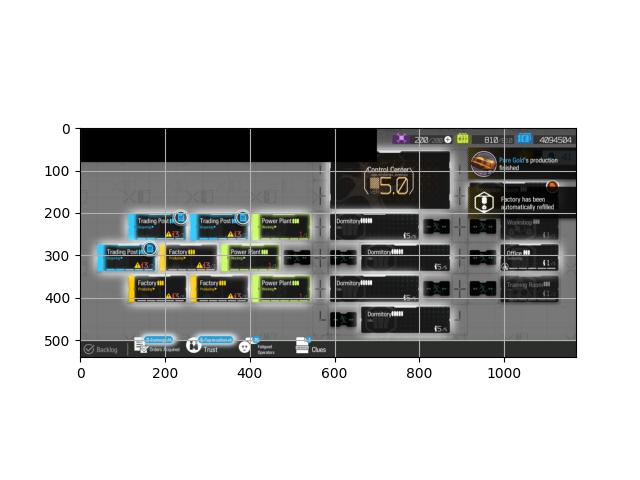 200/200
810/810
4094504
Pure Gold's production
finished
Control Center
5.0
Factory has been
automatically refilled
Trading Post
Trading Post
Power Plant
Dormitory
Workshop
Trading Post
Factory
Power Plant
Dormitory
Office
Factory
Factory
Power Plant
Dormitory
Training Room
Dormitory
Backlog
Orders Acquired
Trust
Fatigued
Operators
Clues
0
100
200
300
400
500
0
200
400
600
800
1000